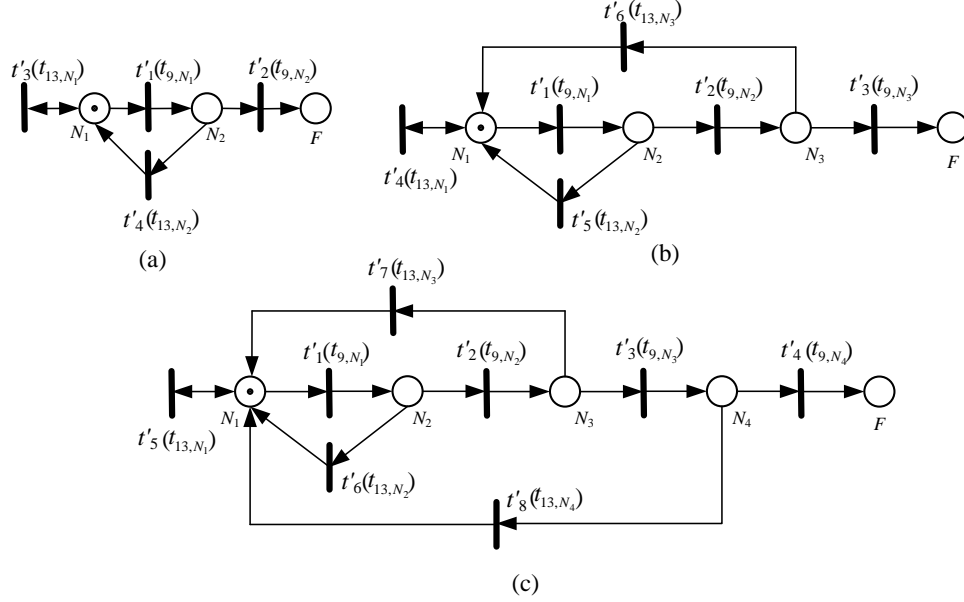 t'3(t13,N1) t'1(t9,N1) t'2(t9,N2)
N1 N2 F
t'4(t13,N2)
(a)
t'6(t13,N3)
t'1(t9,N1) t'2(t9,N2) t'3(t9,N3)
N1 N2 N3 F
t'4(t13,N1)
t'5(t13,N2)
(b)
t'7(t13,N3)
t'1(t9,N1) t'2(t9,N2) t'3(t9,N3) t'4(t9,N4)
N1 N2 N3 N4 F
t'5(t13,N1)
t'6(t13,N2)
t'8(t13,N4)
(c)